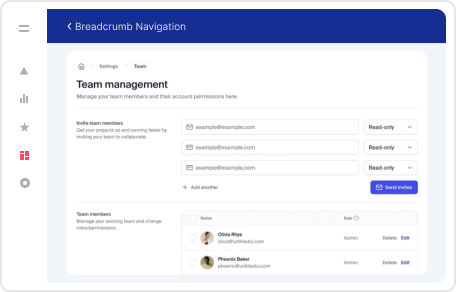 Breadcrumb Navigation
Settings Team
Team management
Manage your team members and their account permissions here.
Invite team members
Get your projects up and running faster by
inviting your team to collaborate.
example@example.com Read-only
example@example.com Read-only
example@example.com Read-only
Add another Send invites
Team members
Manage your existing team and change
roles/permissions.
Name Role
Olivia Rhye
olivia@untitledui.com
Admin Delete Edit
Phoenix Baker
phoenix@untitledui.com
Admin Delete Edit